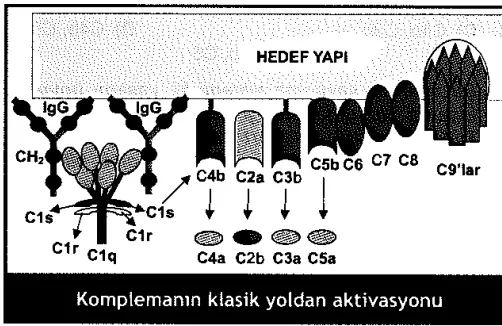 HEDEF YAPI
IgG IgG
CH2
C4b C2a C3b C5b C6 C7 C8 C9'lar
C1s C1s
C1r C1q C1r
C4a C2b C3a C5a
Komplemanın klasik yoldan aktivasyonu